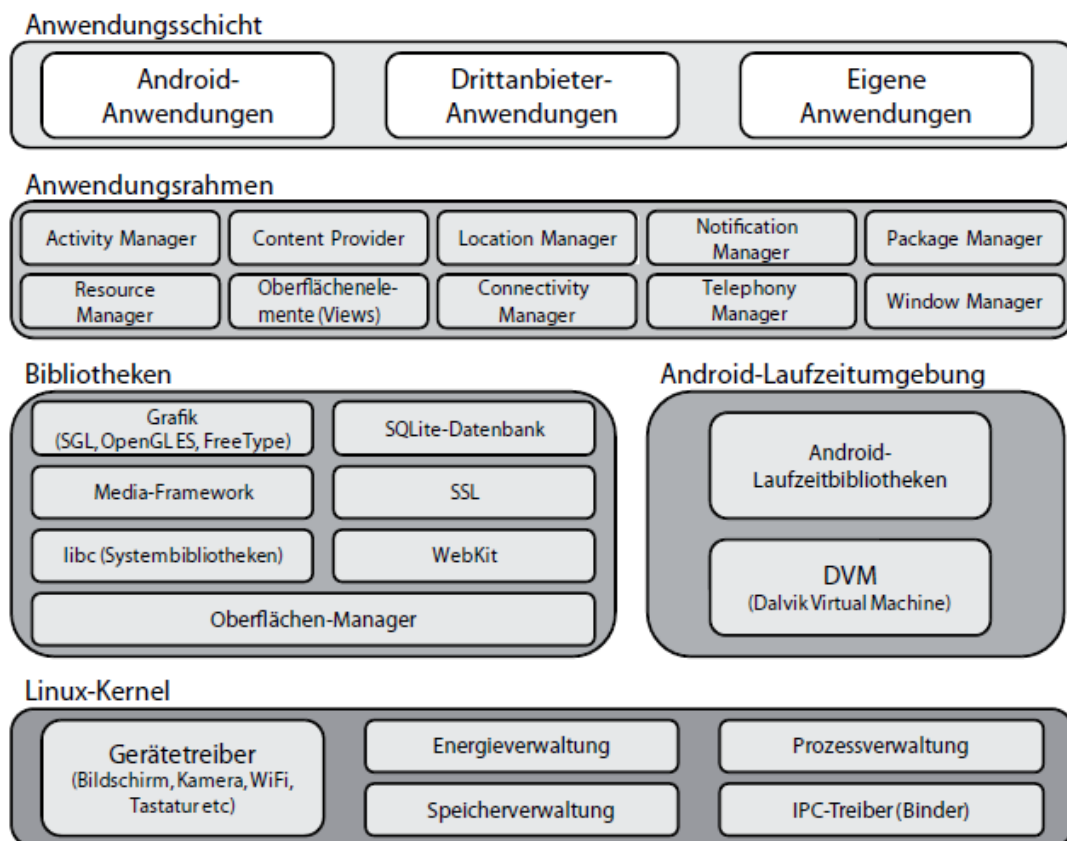 Anwendungsschicht
Android-
Anwendungen
Drittanbieter-
Anwendungen
Eigene
Anwendungen
Anwendungsrahmen
Activity Manager
Content Provider
Location Manager
Notification
Manager
Package Manager
Resource
Manager
Oberflächenele-
mente (Views)
Connectivity
Manager
Telephony
Manager
Window Manager
Bibliotheken
Grafik
(SGL, OpenGL ES, FreeType)
SQLite-Datenbank
Media-Framework
SSL
libc (Systembibliotheken)
WebKit
Oberflächen-Manager
Android-Laufzeitumgebung
Android-
Laufzeitbibliotheken
DVM
(Dalvik Virtual Machine)
Linux-Kernel
Gerätetreiber
(Bildschirm, Kamera, WiFi,
Tastatur etc)
Energieverwaltung
Prozessverwaltung
Speicherverwaltung
IPC-Treiber (Binder)